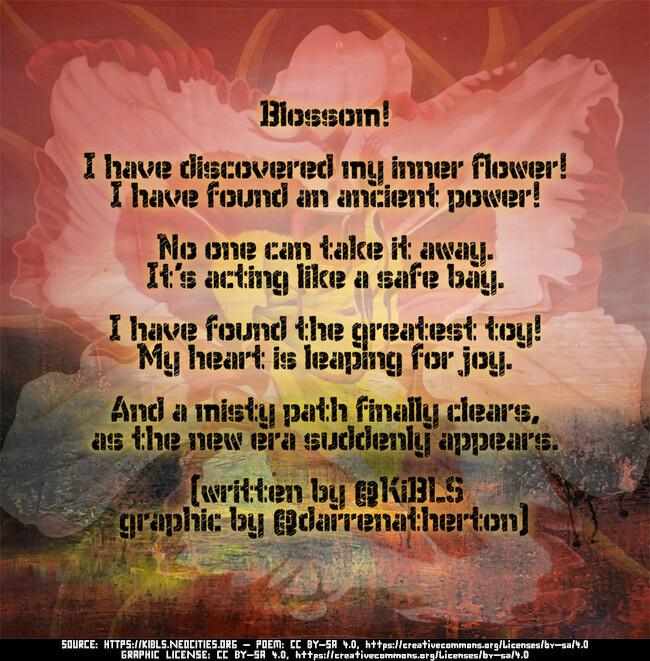 Blossom!
I have discovered my inner flower!
I have found an ancient power!
No one can take it away.
It's acting like a safe bay.
I have found the greatest toy!
My heart is leaping for joy.
And a misty path finally clears,
as the new era suddenly appears.
(written by @KiBLS
graphic by @darrenatherton)
SOURCE: HTTPS://KIBLS.NEOCITIES.ORG – POEM: CC BY-SA 4.0, https://creativecommons.org/licenses/by-sa/4.0
GRAPHIC LICENSE: CC BY-SA 4.0, https://creativecommons.org/licenses/by-sa/4.0